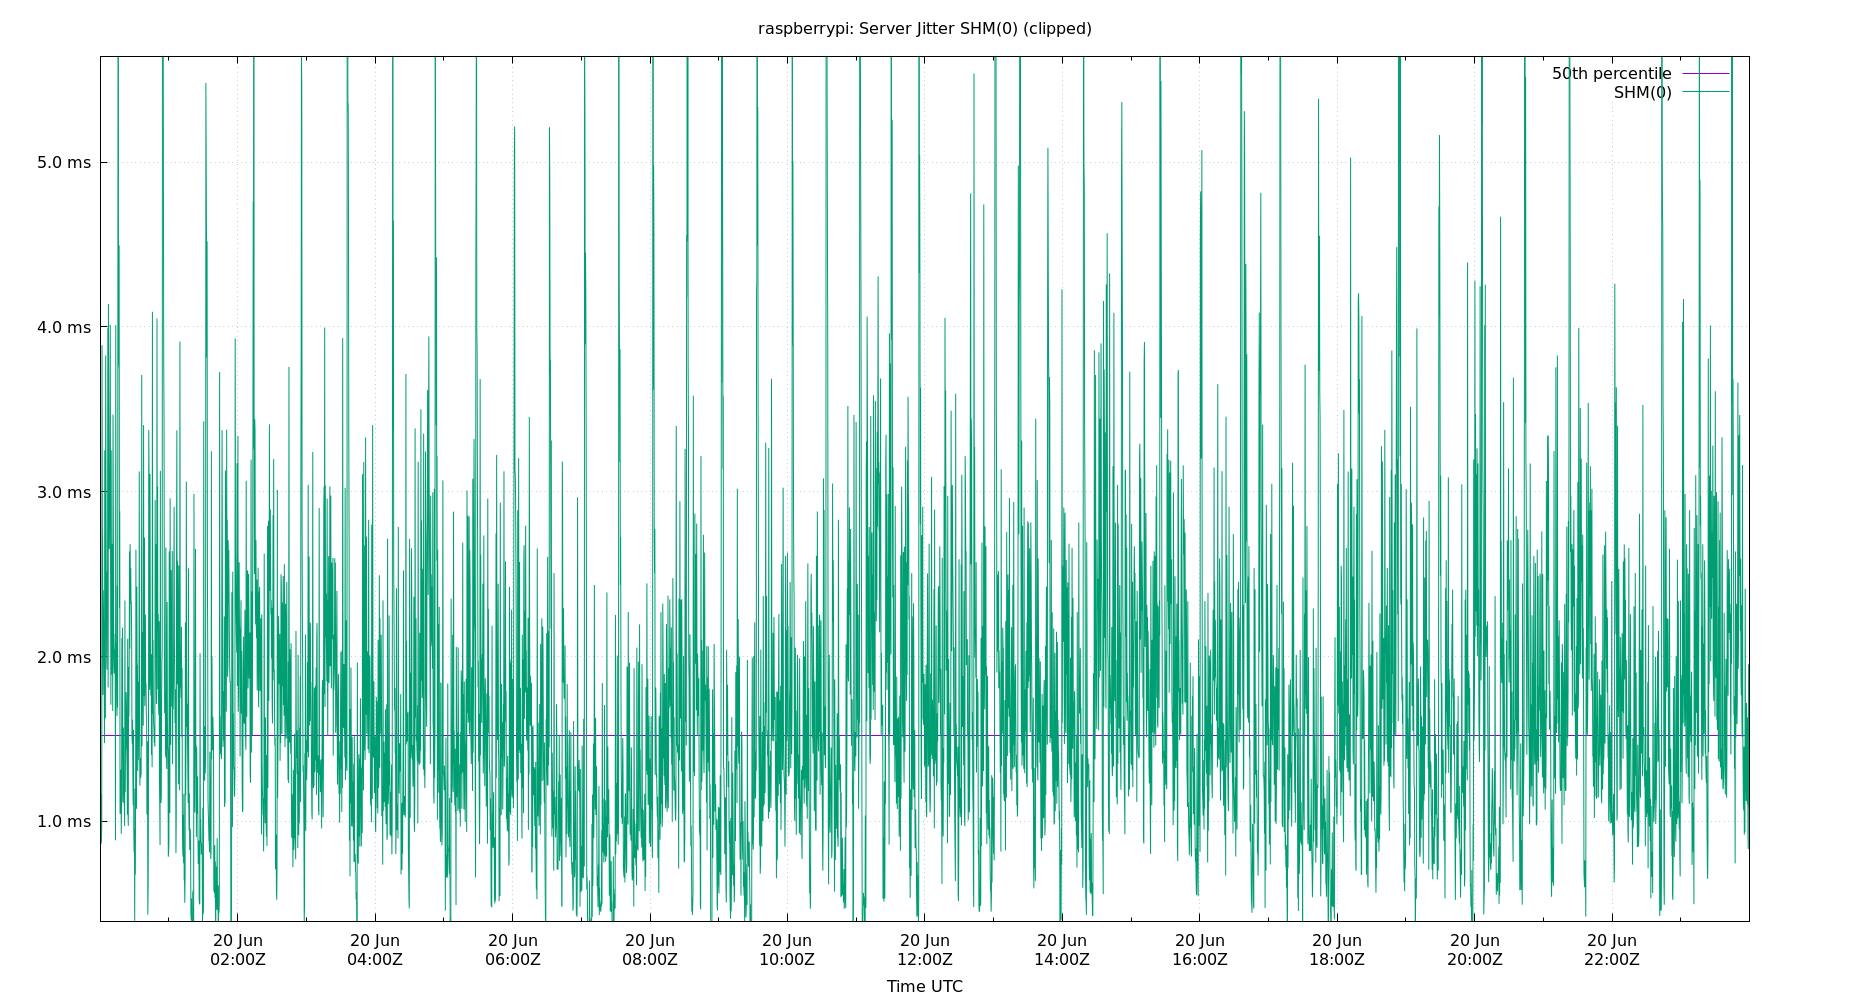 raspberrypi: Server Jitter SHM(0) (clipped)
50th percentile
SHM(0)
5.0 ms
4.0 ms
3.0 ms
2.0 ms
1.0 ms
20 Jun 20 Jun 20 Jun 20 Jun 20 Jun 20 Jun 20 Jun 20 Jun 20 Jun 20 Jun 20 Jun
02:00Z 04:00Z 06:00Z 08:00Z 10:00Z 12:00Z 14:00Z 16:00Z 18:00Z 20:00Z 22:00Z
Time UTC